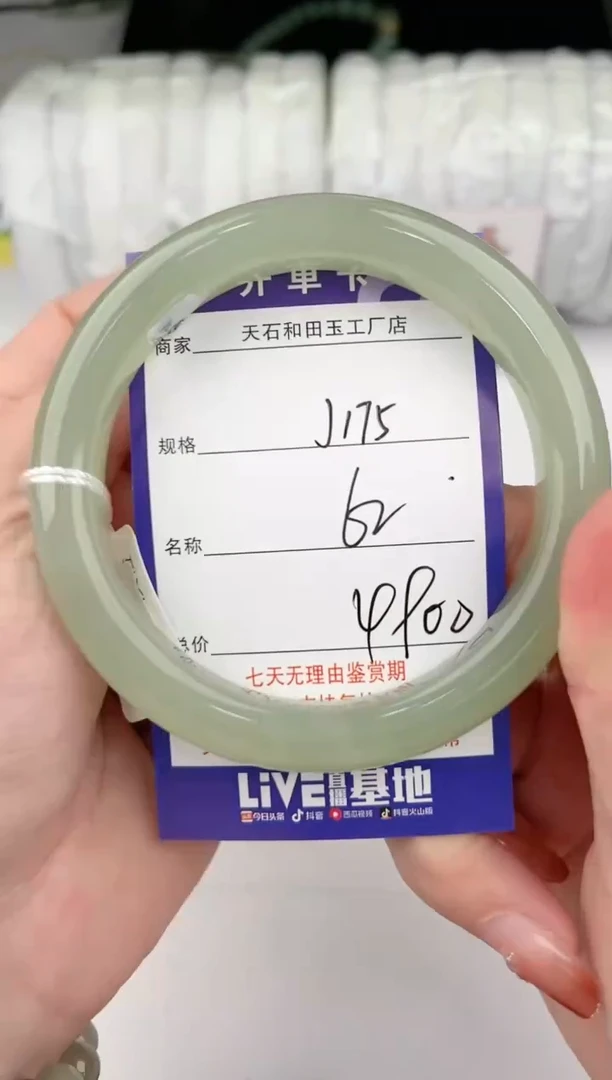 开单卡
商家 天石和田玉工厂店
规格 J175
名称 62
总价 4900
七天无理由鉴赏期
LIVE直播基地
今日头条 抖音 西瓜视频 抖音火山版